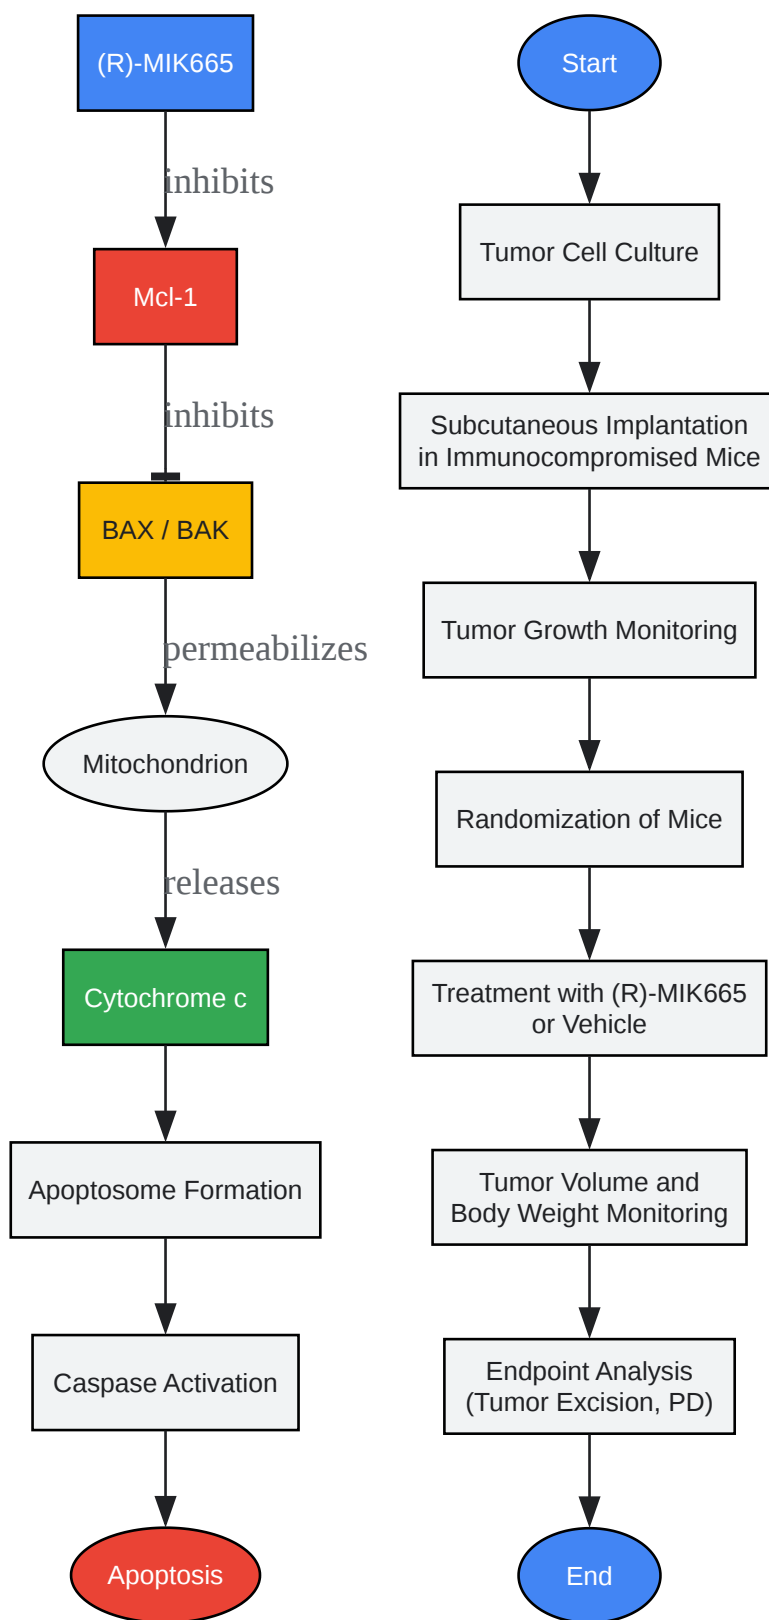 (R)-MIK665
inhibits
Mcl-1
inhibits
BAX / BAK
permeabilizes
Mitochondrion
releases
Cytochrome c
Apoptosome Formation
Caspase Activation
Apoptosis
Start
Tumor Cell Culture
Subcutaneous Implantation
in Immunocompromised Mice
Tumor Growth Monitoring
Randomization of Mice
Treatment with (R)-MIK665
or Vehicle
Tumor Volume and
Body Weight Monitoring
Endpoint Analysis
(Tumor Excision, PD)
End